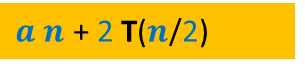 a n + 2 T(n/2)